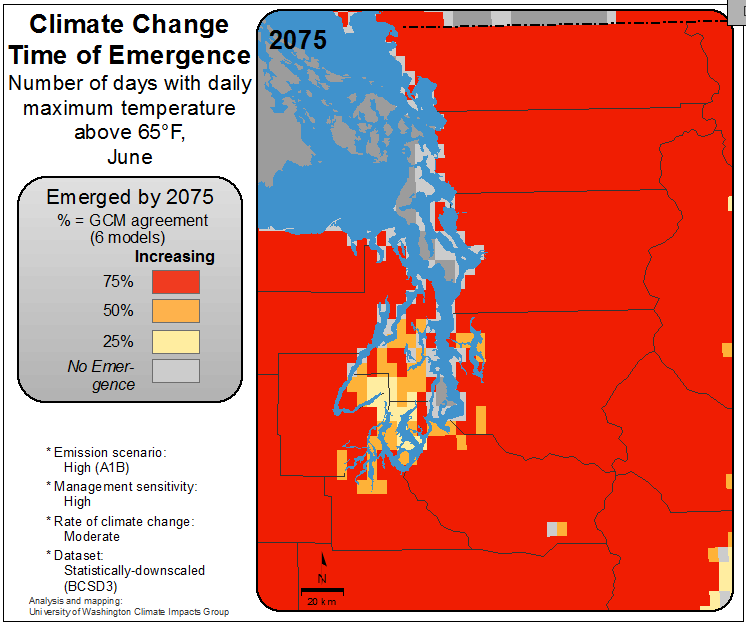 Climate Change
Time of Emergence
Number of days with daily
maximum temperature
above 65°F,
June
Emerged by 2075
% = GCM agreement
(6 models)
Increasing
75%
50%
25%
No Emer-
gence
* Emission scenario:
High (A1B)
* Management sensitivity:
High
* Rate of climate change:
Moderate
* Dataset:
Statistically-downscaled
(BCSD3)
Analysis and mapping:
University of Washington Climate Impacts Group
2075
N
20 km